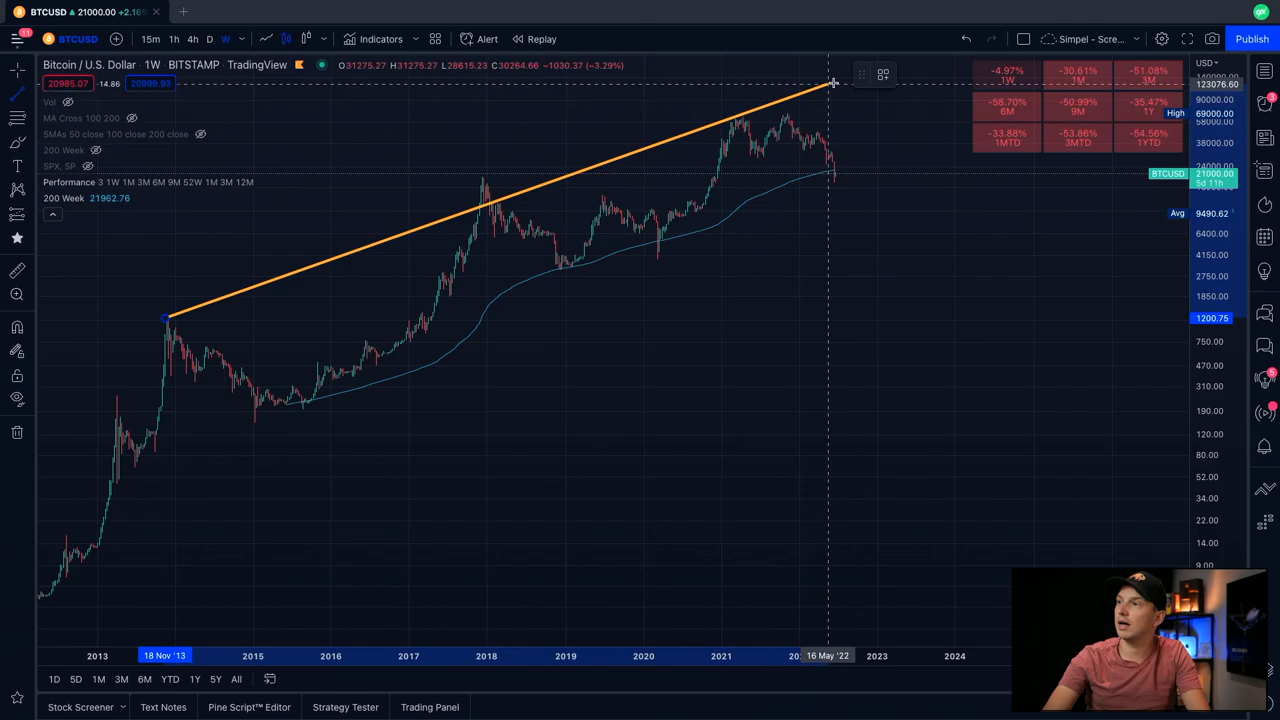 BTCUSD ▲ 21000.00 +2.16%
11
BTCUSD 15m 1h 4h D W Indicators Alert Replay Simpel - Scre... Publish
Bitcoin / U.S. Dollar · 1W · BITSTAMP · TradingView O31275.27 H31275.27 L28615.23 C30264.66 −1030.37 (−3.29%)
20985.07 14.86 20999.93
Vol
MA Cross 100 200
SMAs 50 close 100 close 200 close
200 Week
SPX, SP
Performance 3 1W 1M 3M 6M 9M 52W 1M 3M 12M
200 Week 21962.76
-4.97% -30.61% -51.08%
1W 1M 3M
-58.70% -50.99% -35.47%
6M 9M 1Y
-33.88% -53.86% -54.56%
1MTD 3MTD 1YTD
USD
123076.60
90000.00
High 69000.00
58000.00
38000.00
24000.00
BTCUSD 21000.00
5d 11h
Avg 9490.62
6400.00
4150.00
2750.00
1850.00
1200.75
750.00
470.00
310.00
190.00
120.00
80.00
52.00
34.00
22.00
14.00
9.00
5
2013 18 Nov '13 2015 2016 2017 2018 2019 2020 2021 16 May '22 2023 2024
1D 5D 1M 3M 6M YTD 1Y 5Y All
Stock Screener Text Notes Pine Script™ Editor Strategy Tester Trading Panel